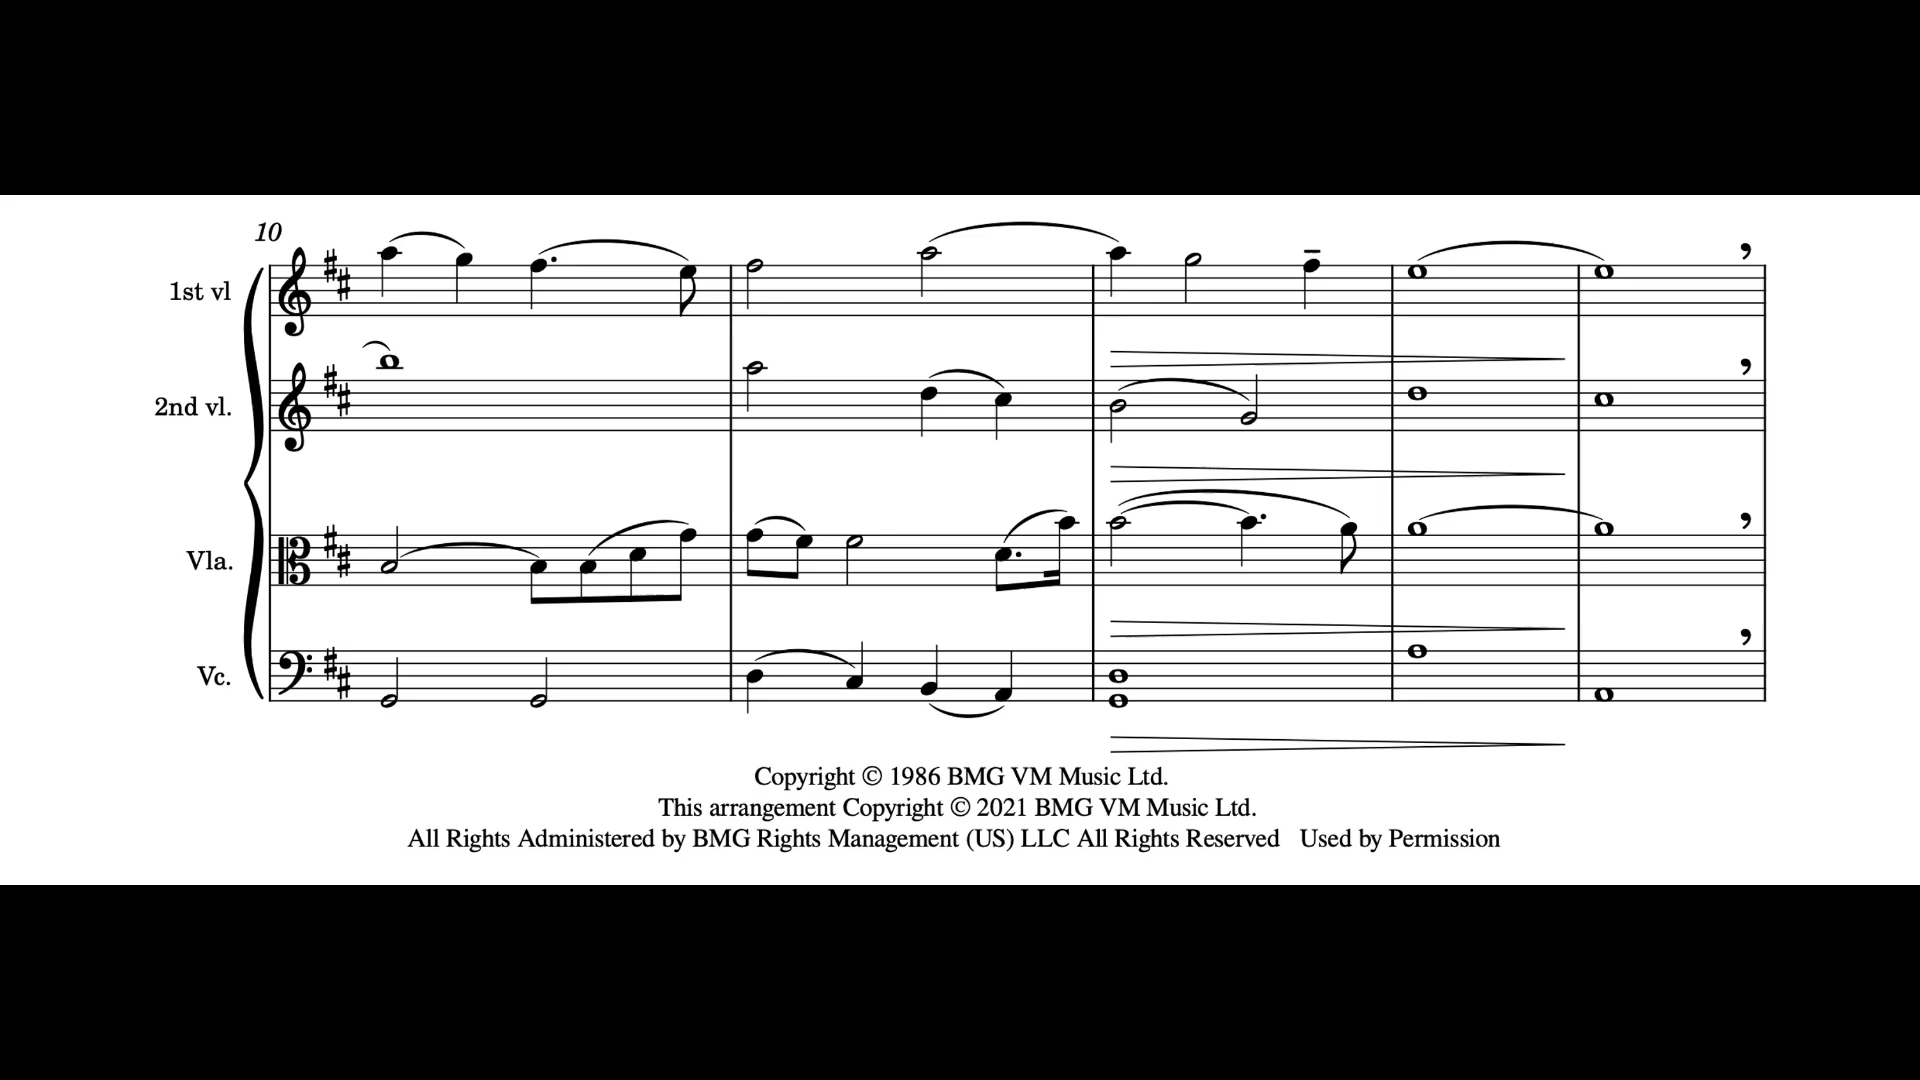 10
1st vl
2nd vl.
Vla.
Vc.
Copyright © 1986 BMG VM Music Ltd.
This arrangement Copyright © 2021 BMG VM Music Ltd.
All Rights Administered by BMG Rights Management (US) LLC All Rights Reserved Used by Permission